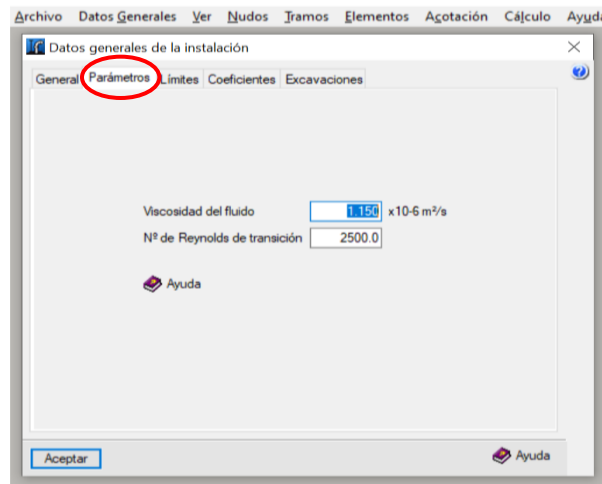 Archivo Datos Generales Ver Nudos Tramos Elementos Acotación Cálculo Ayuda
Datos generales de la instalación
General Parámetros Límites Coeficientes Excavaciones
Viscosidad del fluido 1.150 x10-6 m²/s
Nº de Reynolds de transición 2500.0
Ayuda
Aceptar Ayuda